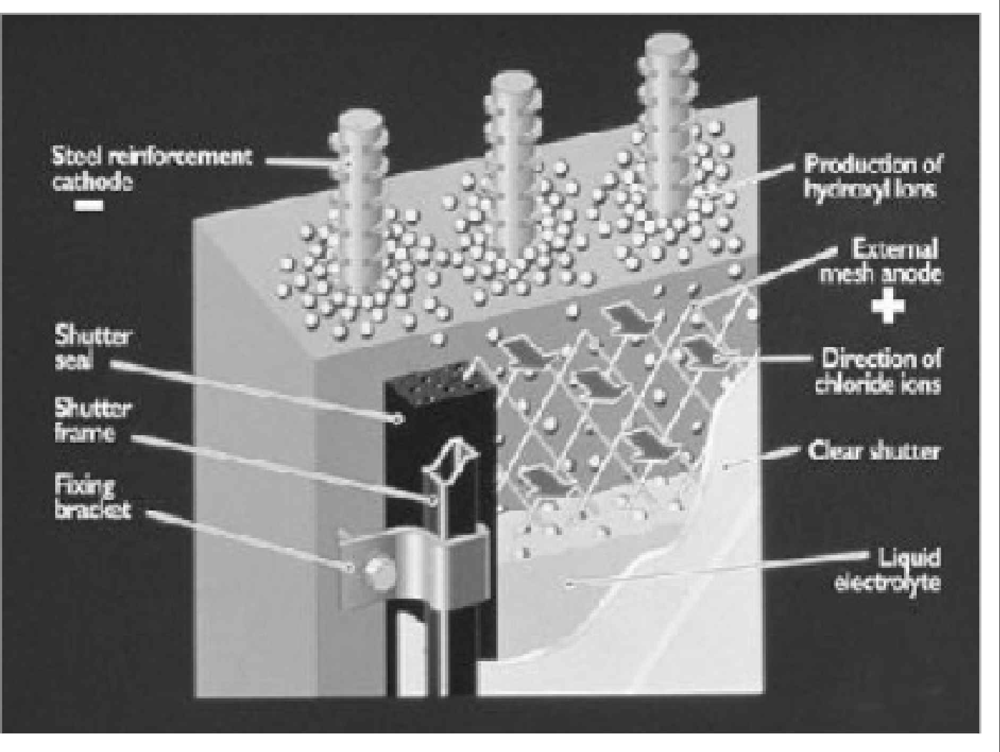 Steel reinforcement
cathode
−
Shutter
seal
Shutter
frame
Fixing
bracket
Production of
hydroxyl ions
External
mesh anode
+
Direction of
chloride ions
Clear shutter
Liquid
electrolyte